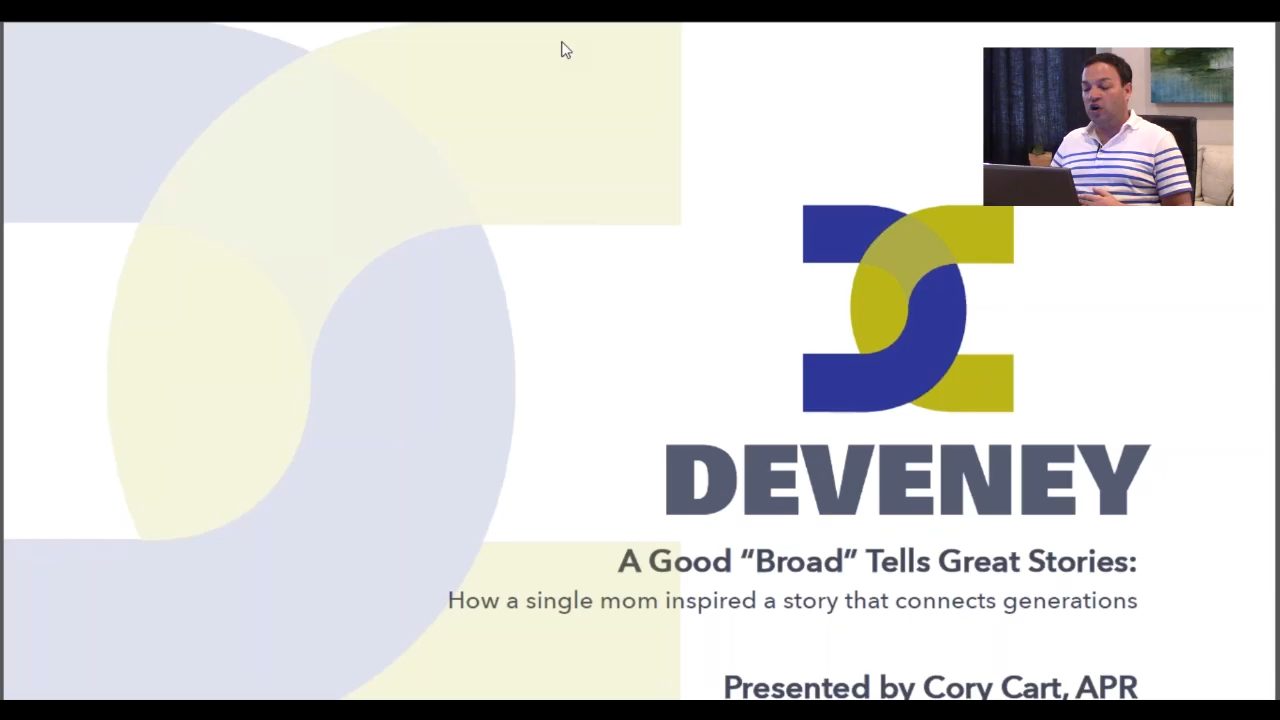 DEVENEY
A Good “Broad” Tells Great Stories:
How a single mom inspired a story that connects generations
Presented by Cory Cart, APR